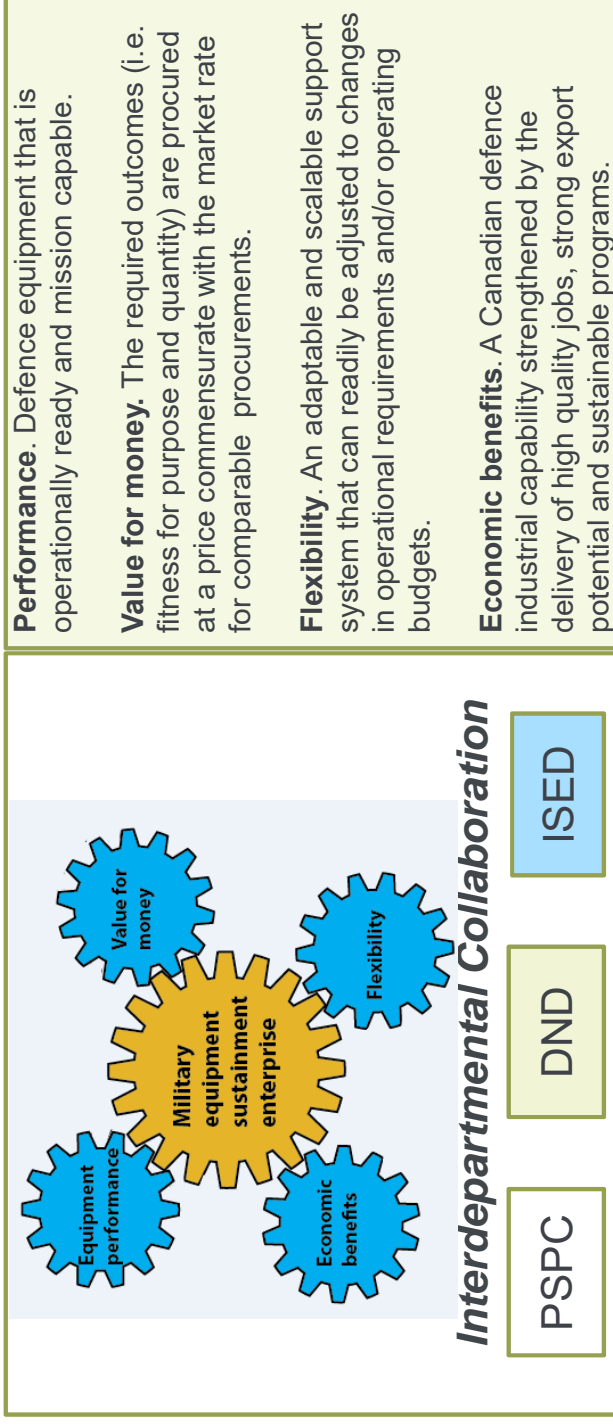 Equipment
performance
Value for
money
Military
equipment
sustainment
enterprise
Economic
benefits
Flexibility
Interdepartmental Collaboration
PSPC
DND
ISED
Performance. Defence equipment that is
operationally ready and mission capable.
Value for money. The required outcomes (i.e.
fitness for purpose and quantity) are procured
at a price commensurate with the market rate
for comparable procurements.
Flexibility. An adaptable and scalable support
system that can readily be adjusted to changes
in operational requirements and/or operating
budgets.
Economic benefits. A Canadian defence
industrial capability strengthened by the
delivery of high quality jobs, strong export
potential and sustainable programs.